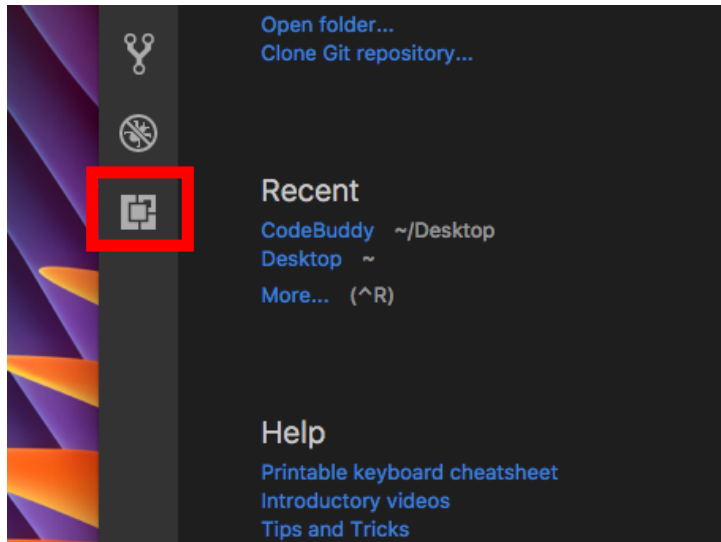 Open folder...
Clone Git repository...
Recent
CodeBuddy ~/Desktop
Desktop ~
More... (^R)
Help
Printable keyboard cheatsheet
Introductory videos
Tips and Tricks